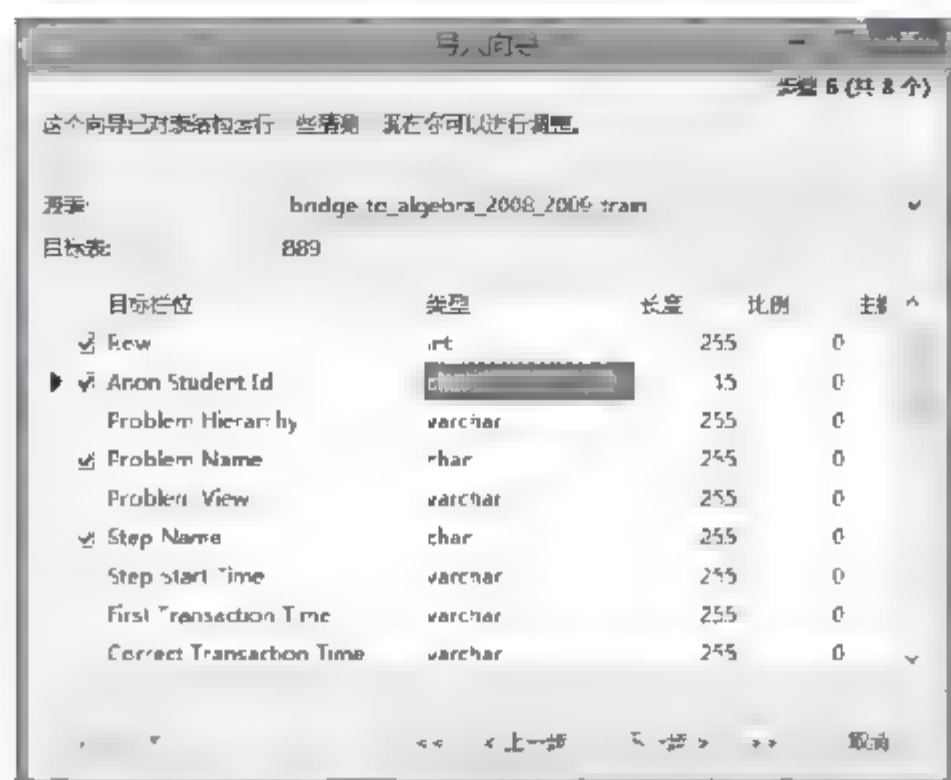 导入向导
步骤 6 (共 8 个)
这个向导已对表结构运行一些猜测，现在你可以进行调整。
源表: bridge_to_algebra_2008_2009_train
目标表: 889
目标栏位 类型 长度 比例 主键
Row int 255 0
Anon Student Id 15 0
Problem Hierarchy varchar 255 0
Problem Name char 255 0
Problem View varchar 255 0
Step Name char 255 0
Step Start Time varchar 255 0
First Transaction Time varchar 255 0
Correct Transaction Time varchar 255 0
<< < 上一步 下一步 > >> 取消